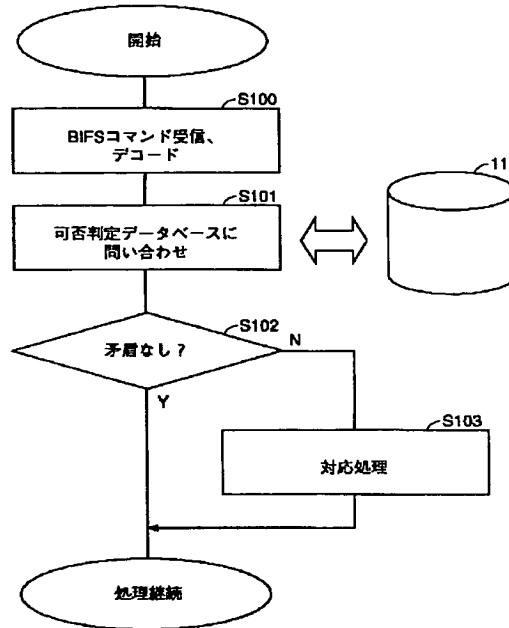 開始
S100
BIFSコマンド受信、
デコード
S101
11
可否判定データベースに
問い合わせ
S102
矛盾なし？
N
Y
S103
対応処理
処理継続